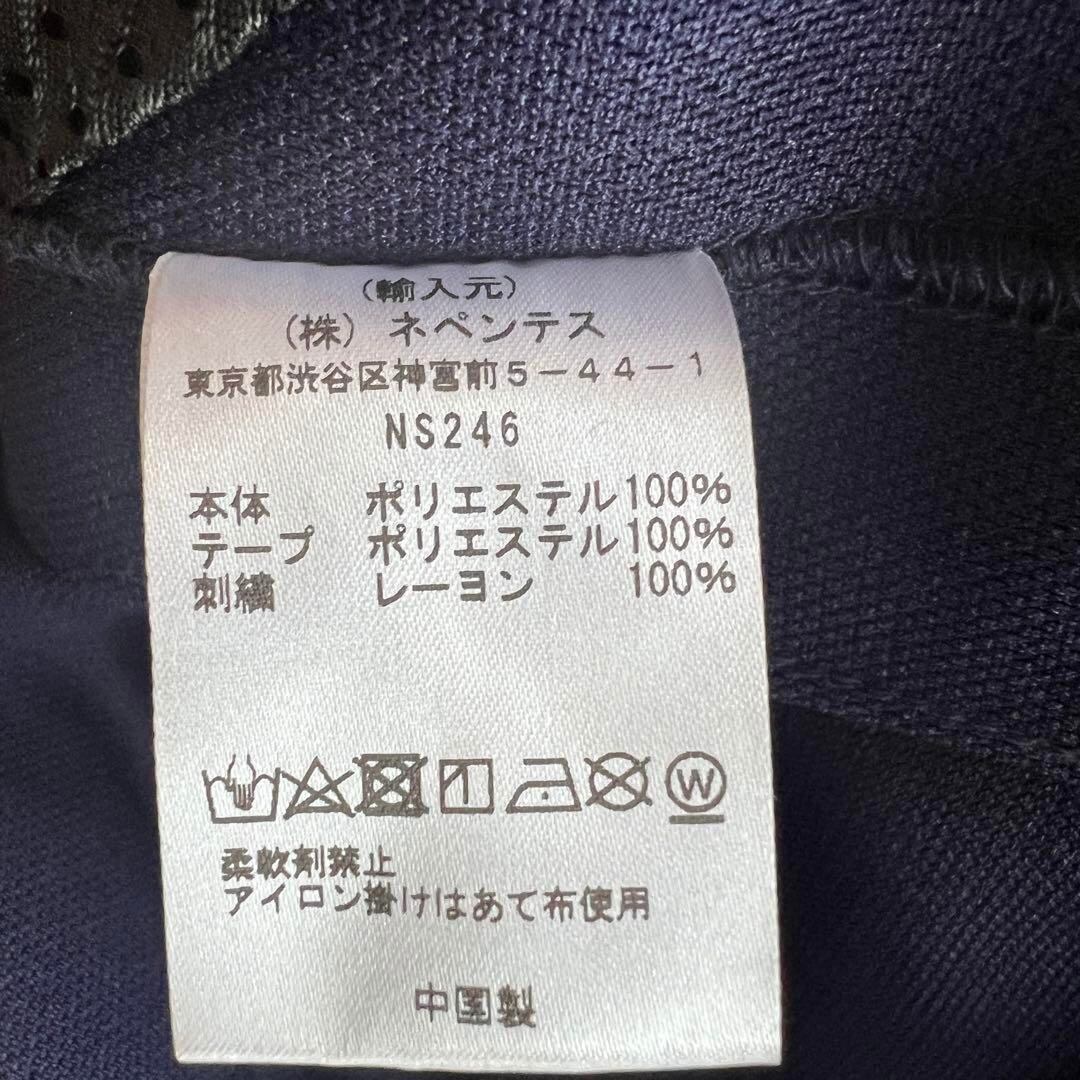 (輸入元)
(株) ネペンテス
東京都渋谷区神宮前5-44-1
NS246
本体 ポリエステル100%
テープ ポリエステル100%
刺繍 レーヨン 100%
W
柔軟剤禁止
アイロン掛けはあて布使用
中国製